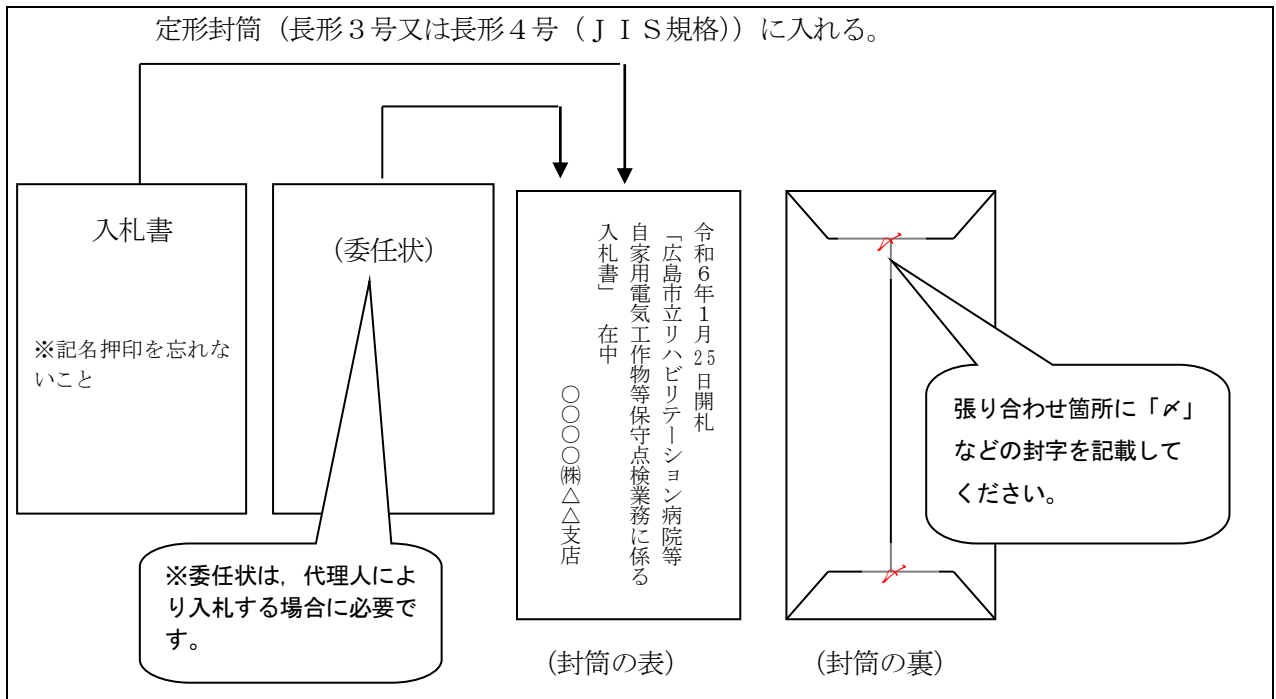 定形封筒（長形３号又は長形４号（ＪＩＳ規格））に入れる。
入札書
※記名押印を忘れな
いこと
（委任状）
※委任状は，代理人によ
り入札する場合に必要で
す。
令和６年１月25日開札
「広島市立リハビリテーション病院等
自家用電気工作物等保守点検業務に係る
入札書」　在中
○○○○㈱△△支店
（封筒の表）
〆
〆
張り合わせ箇所に「〆」
などの封字を記載して
ください。
（封筒の裏）